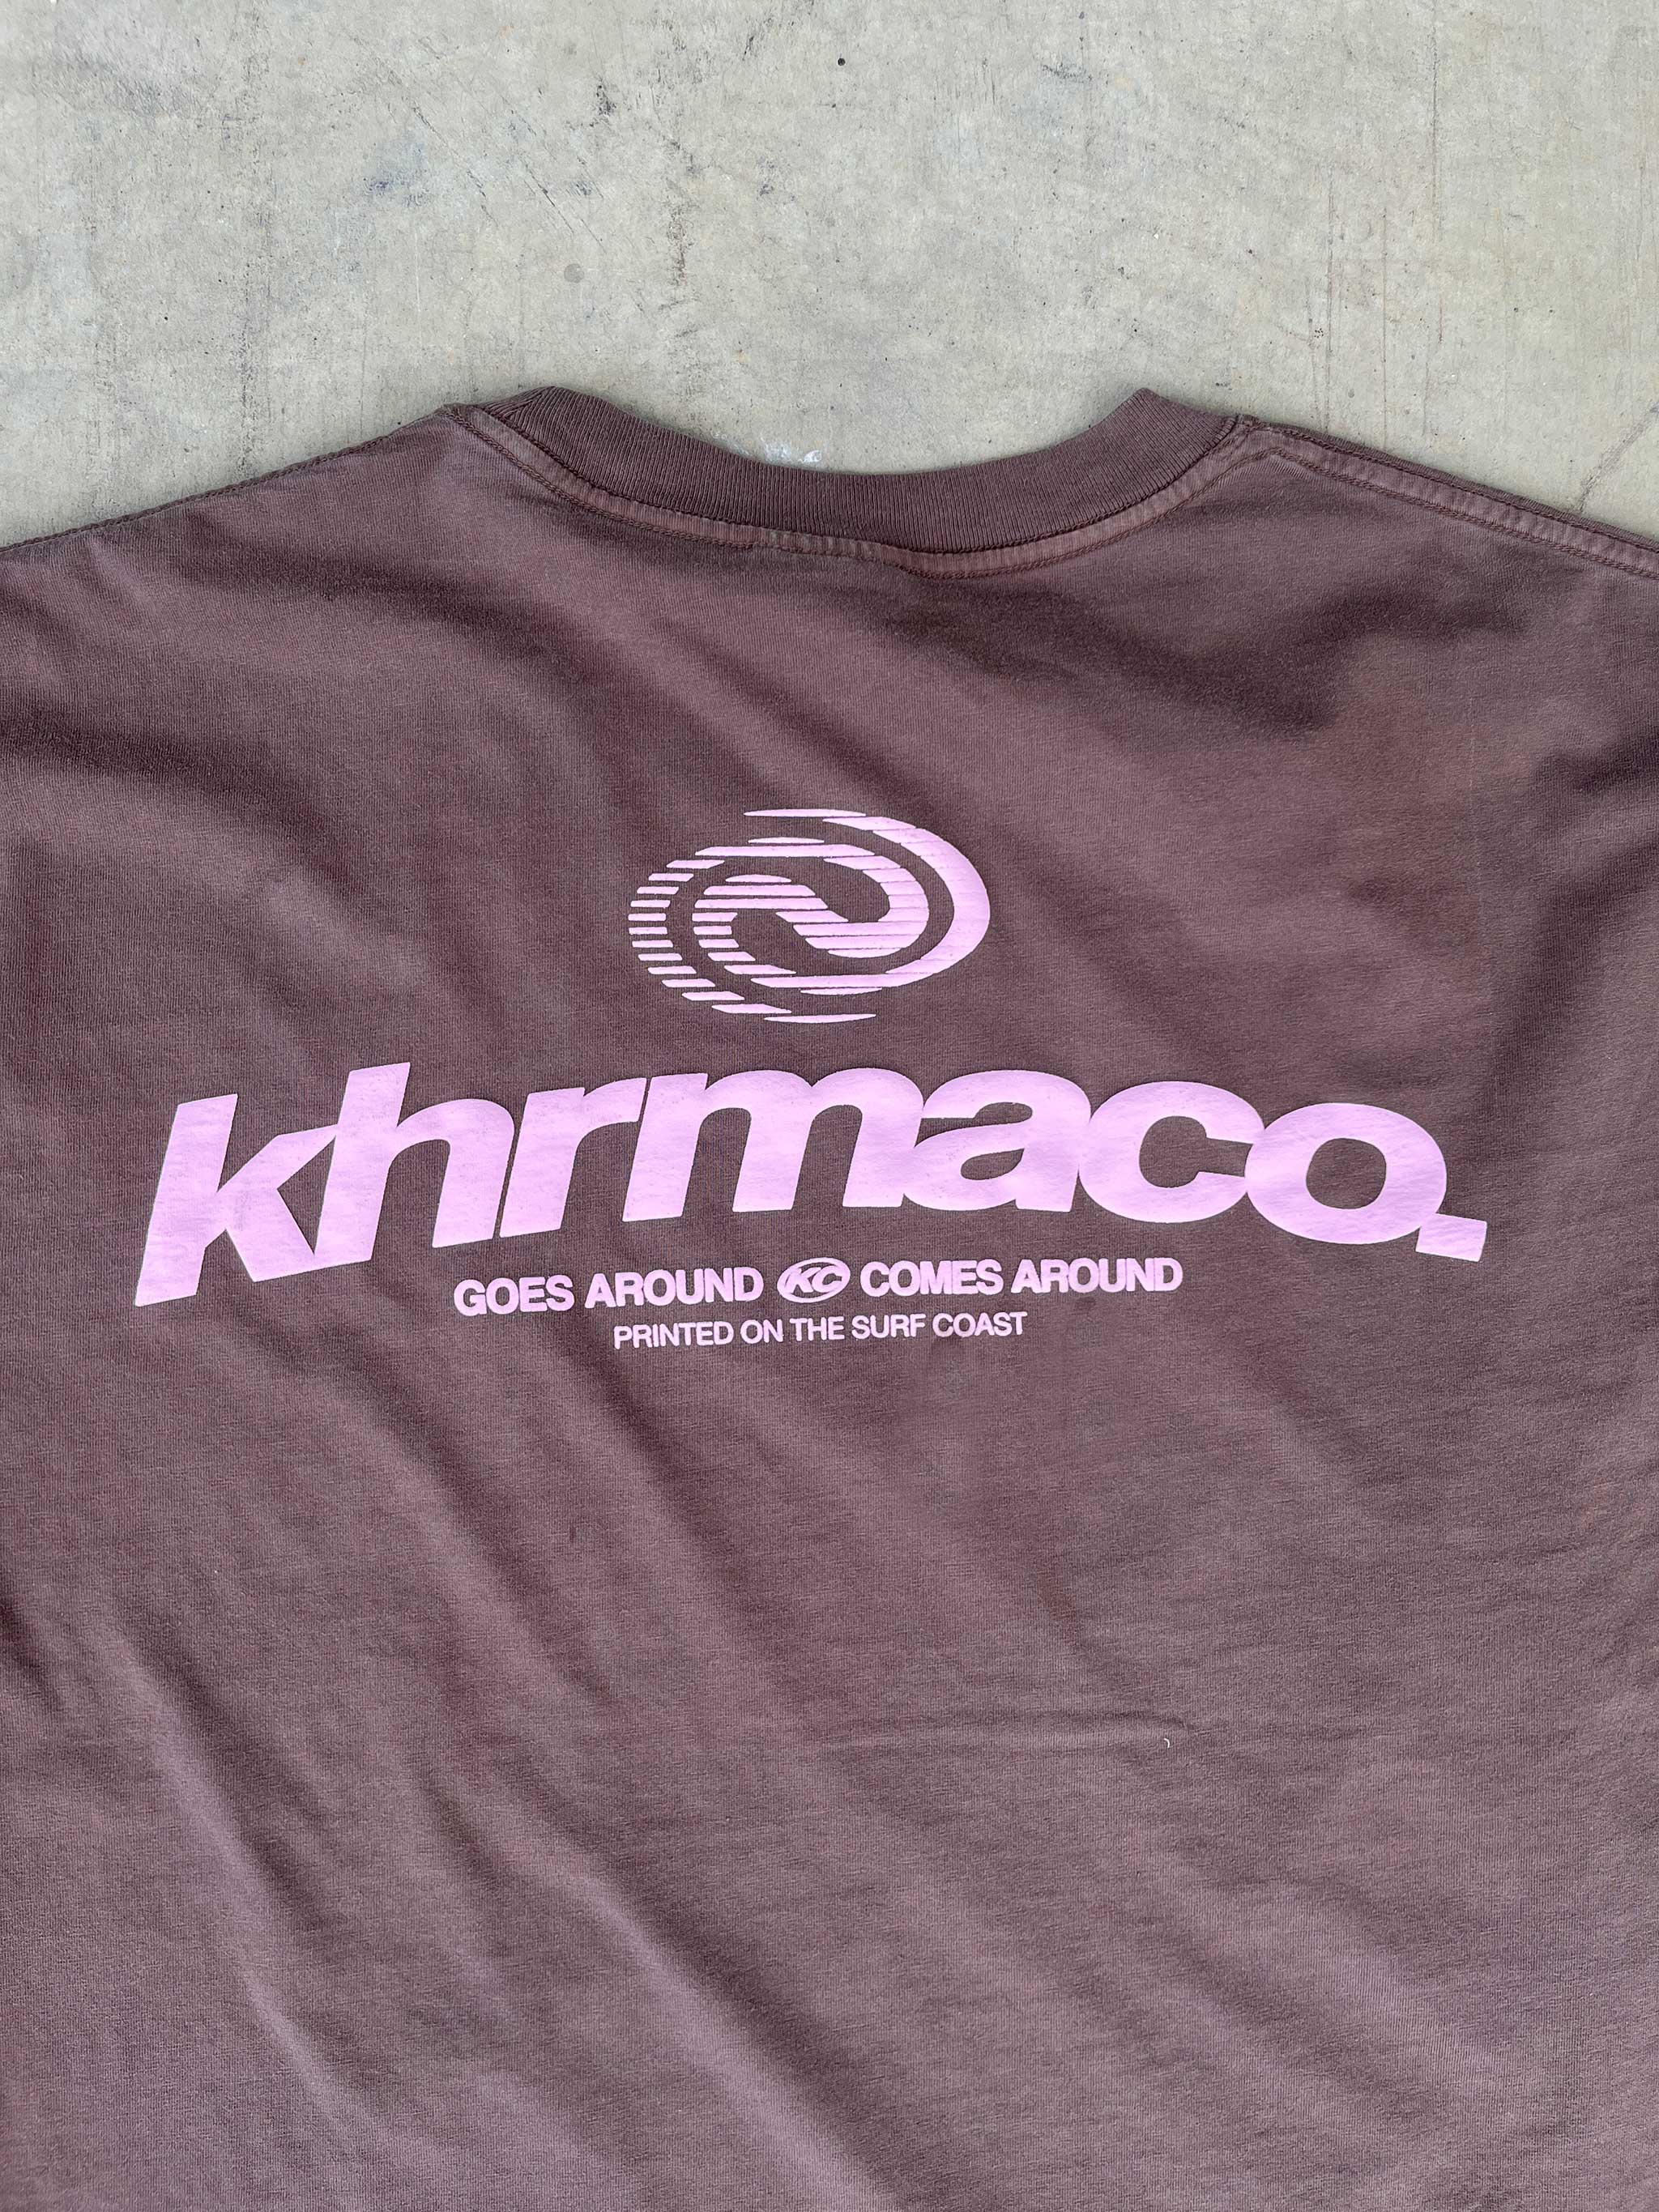 khrmaco.
GOES AROUND KC COMES AROUND
PRINTED ON THE SURF COAST